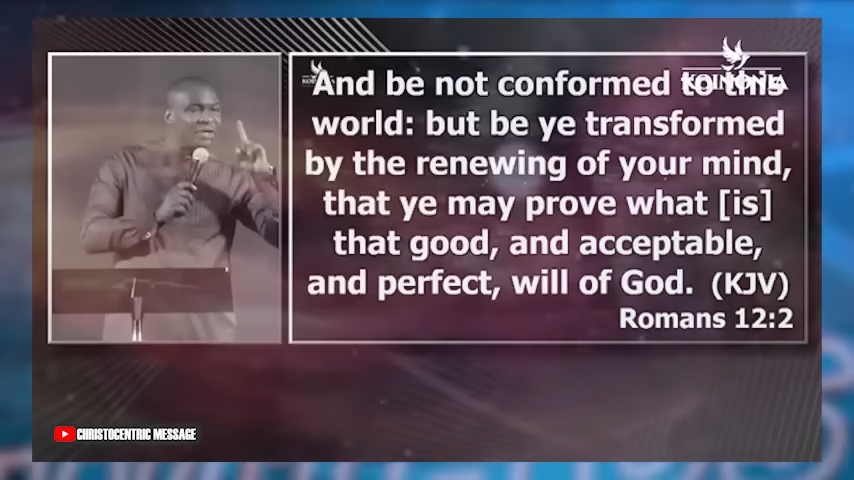 KOINONIA
And be not conformed to this
world: but be ye transformed
by the renewing of your mind,
that ye may prove what [is]
that good, and acceptable,
and perfect, will of God. (KJV)
Romans 12:2
CHRISTOCENTRIC MESSAGE